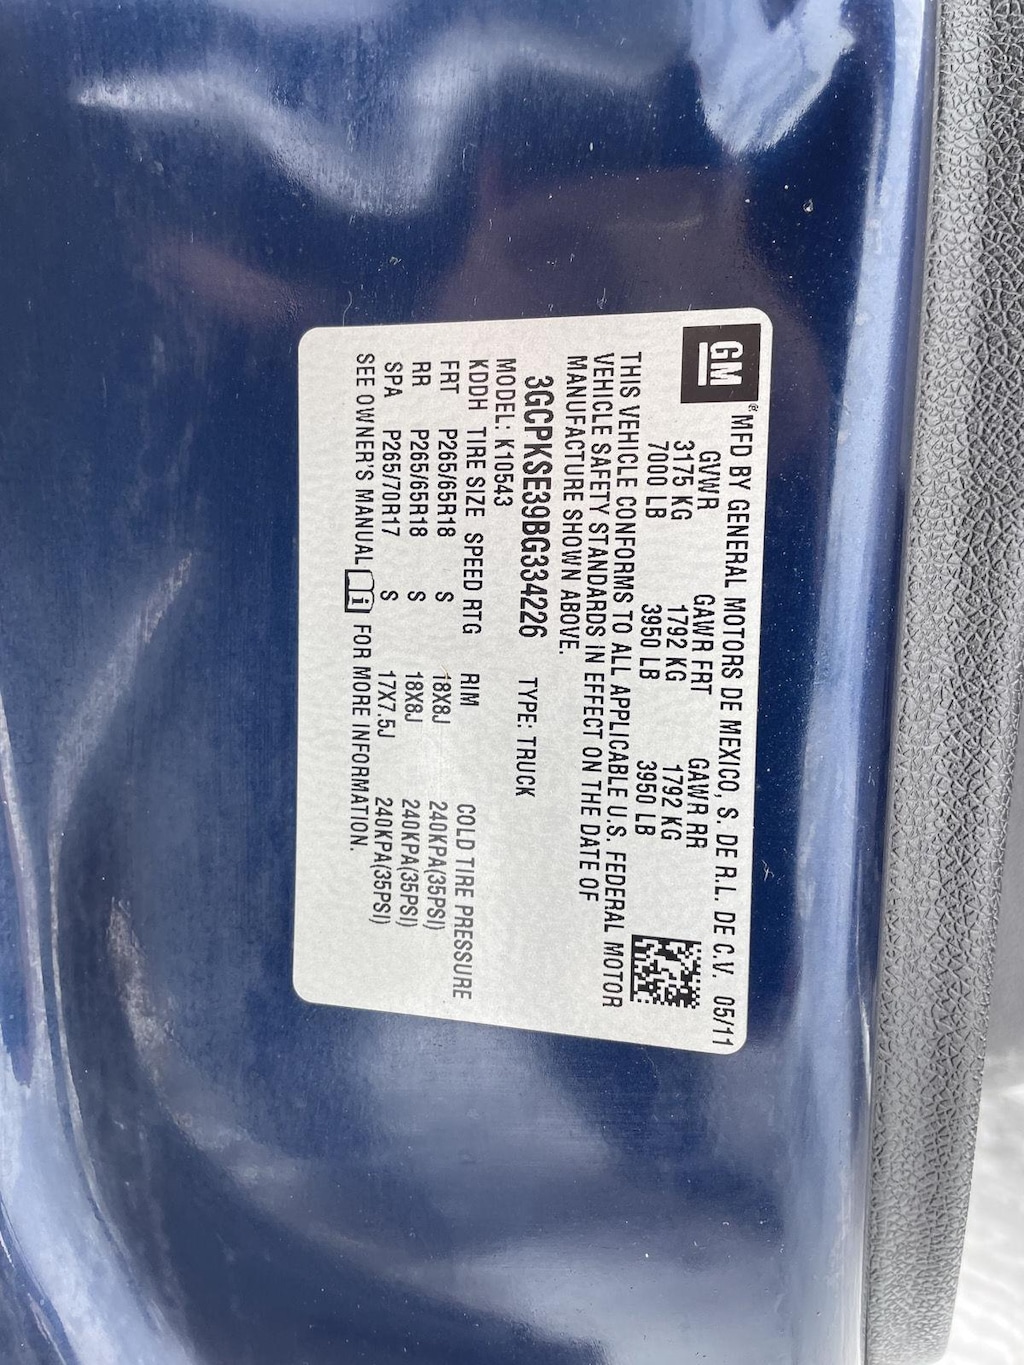 GM® MFD BY GENERAL MOTORS DE MEXICO, S. DE R.L. DE C.V. 05/11
GVWR GAWR FRT GAWR RR
3175 KG 1792 KG 1792 KG
7000 LB 3950 LB 3950 LB
THIS VEHICLE CONFORMS TO ALL APPLICABLE U.S. FEDERAL MOTOR
VEHICLE SAFETY STANDARDS IN EFFECT ON THE DATE OF
MANUFACTURE SHOWN ABOVE.
3GCPKSE39BG334226 TYPE: TRUCK
MODEL: K10543
KDDH TIRE SIZE SPEED RTG RIM COLD TIRE PRESSURE
FRT P265/65R18 S 18X8J 240KPA(35PSI)
RR P265/65R18 S 18X8J 240KPA(35PSI)
SPA P265/70R17 S 17X7.5J 240KPA(35PSI)
SEE OWNER'S MANUAL i FOR MORE INFORMATION.